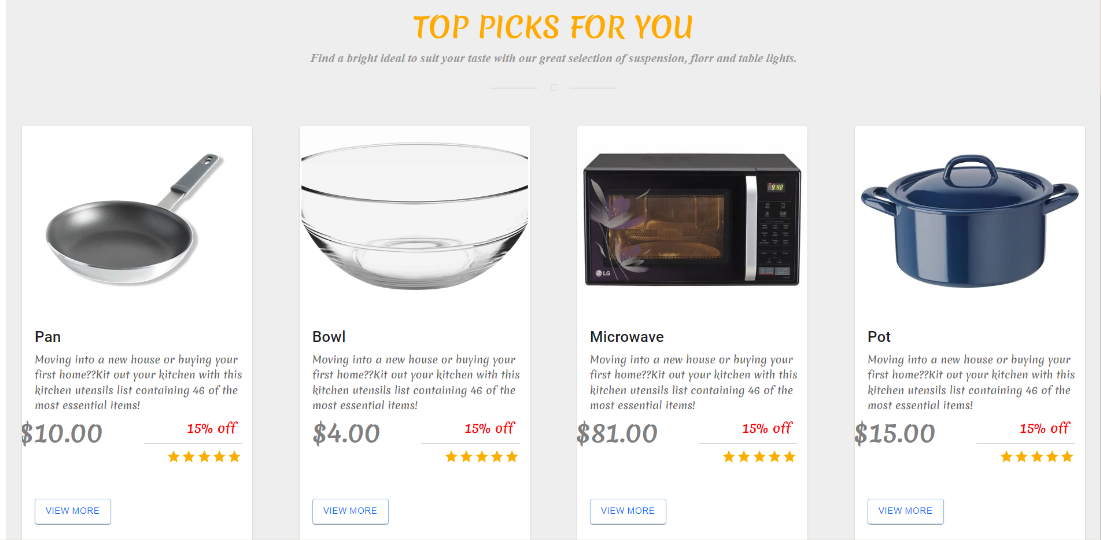 TOP PICKS FOR YOU
Find a bright ideal to suit your taste with our great selection of suspension, florr and table lights.
Pan
Moving into a new house or buying your
first home??Kit out your kitchen with this
kitchen utensils list containing 46 of the
most essential items!
$10.00
15% off
VIEW MORE
Bowl
Moving into a new house or buying your
first home??Kit out your kitchen with this
kitchen utensils list containing 46 of the
most essential items!
$4.00
15% off
VIEW MORE
LG
Microwave
Moving into a new house or buying your
first home??Kit out your kitchen with this
kitchen utensils list containing 46 of the
most essential items!
$81.00
15% off
VIEW MORE
Pot
Moving into a new house or buying your
first home??Kit out your kitchen with this
kitchen utensils list containing 46 of the
most essential items!
$15.00
15% off
VIEW MORE